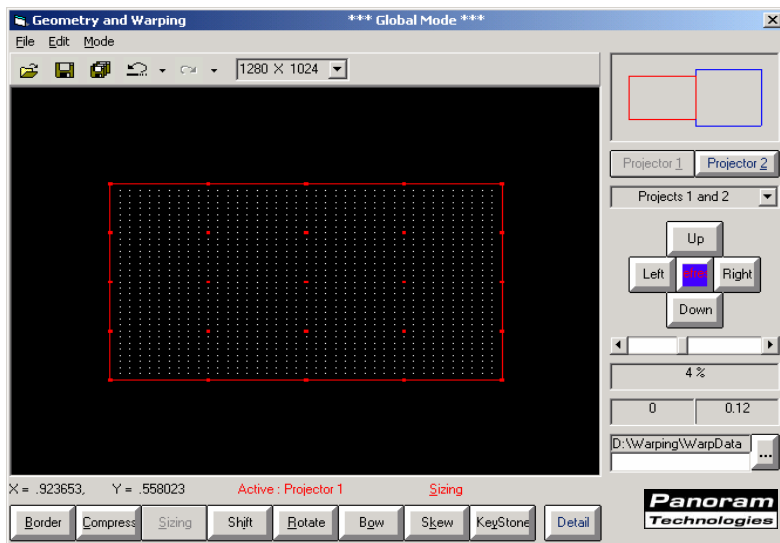 Geometry and Warping *** Global Mode ***
File Edit Mode
1280 X 1024
Projector 1 Projector 2
Projects 1 and 2
Up
Left efre Right
Down
4 %
0 0.12
D:\Warping\WarpData
...
X = .923653, Y = .558023 Active : Projector 1 Sizing
Border Compress Sizing Shift Rotate Bow Skew KeyStone Detail
Panoram
Technologies